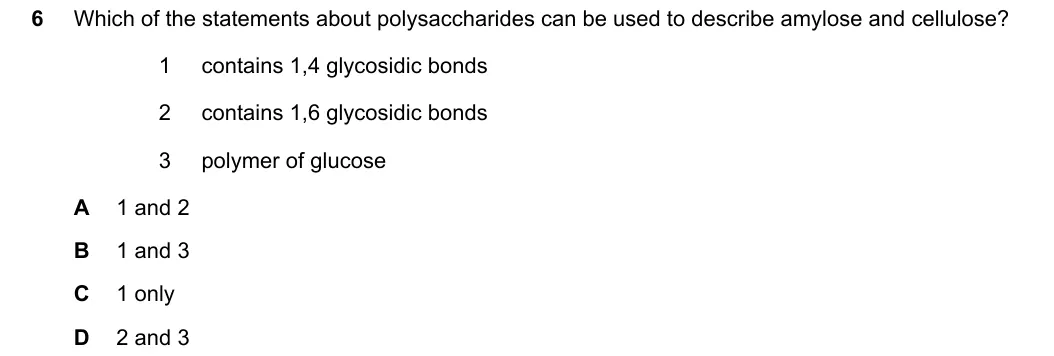 6 Which of the statements about polysaccharides can be used to describe amylose and cellulose?
1 contains 1,4 glycosidic bonds
2 contains 1,6 glycosidic bonds
3 polymer of glucose
A 1 and 2
B 1 and 3
C 1 only
D 2 and 3